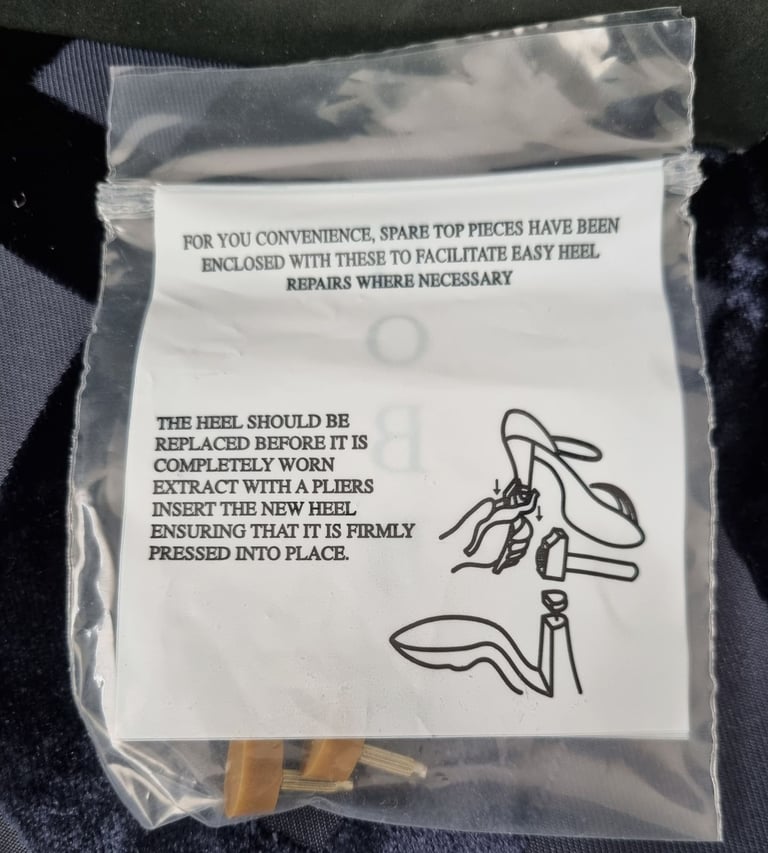 FOR YOU CONVENIENCE, SPARE TOP PIECES HAVE BEEN
ENCLOSED WITH THESE TO FACILITATE EASY HEEL
REPAIRS WHERE NECESSARY
O
B
THE HEEL SHOULD BE
REPLACED BEFORE IT IS
COMPLETELY WORN
EXTRACT WITH A PLIERS
INSERT THE NEW HEEL
ENSURING THAT IT IS FIRMLY
PRESSED INTO PLACE.